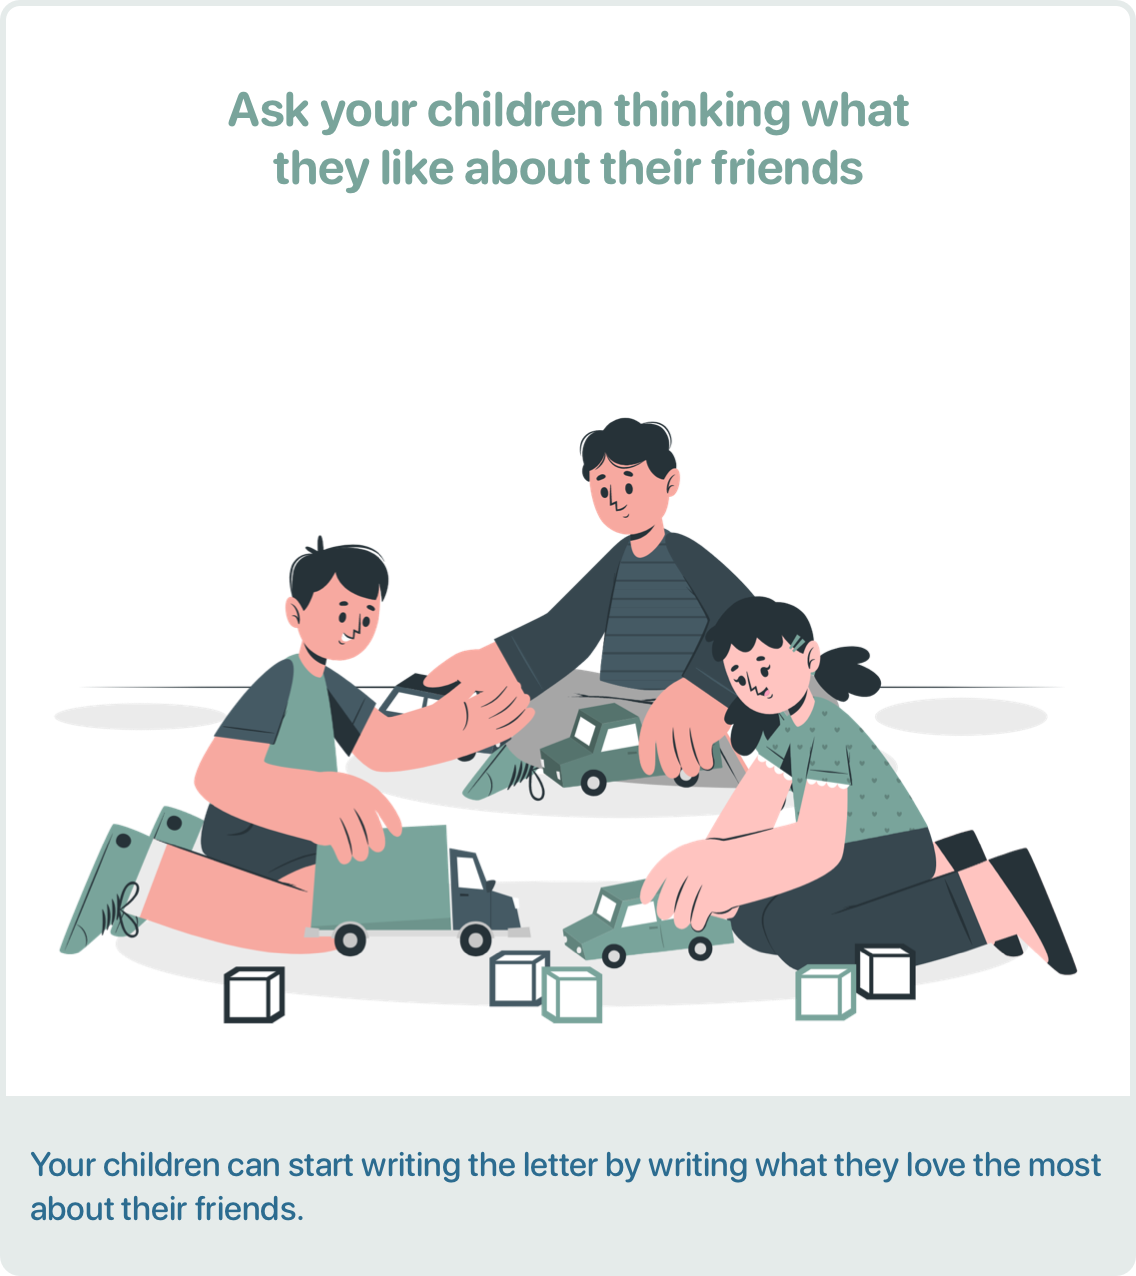 Ask your children thinking what
they like about their friends
Your children can start writing the letter by writing what they love the most
about their friends.